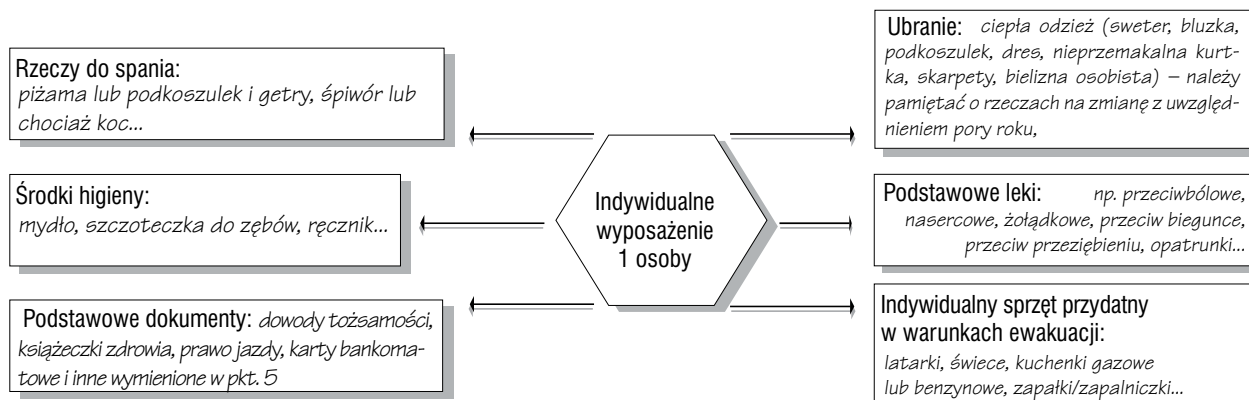 Rzeczy do spania:
piżama lub podkoszulek i getry, śpiwór lub
chociaż koc...
Środki higieny:
mydło, szczoteczka do zębów, ręcznik...
Podstawowe dokumenty: dowody tożsamości,
książeczki zdrowia, prawo jazdy, karty bankoma-
towe i inne wymienione w pkt. 5
Indywidualne
wyposażenie
1 osoby
Ubranie: ciepła odzież (sweter, bluzka,
podkoszulek, dres, nieprzemakalna kurt-
ka, skarpety, bielizna osobista) – należy
pamiętać o rzeczach na zmianę z uwzględ-
nieniem pory roku,
Podstawowe leki: np. przeciwbólowe,
nasercowe, żołądkowe, przeciw biegunce,
przeciw przeziębieniu, opatrunki...
Indywidualny sprzęt przydatny
w warunkach ewakuacji:
latarki, świece, kuchenki gazowe
lub benzynowe, zapałki/zapalniczki...